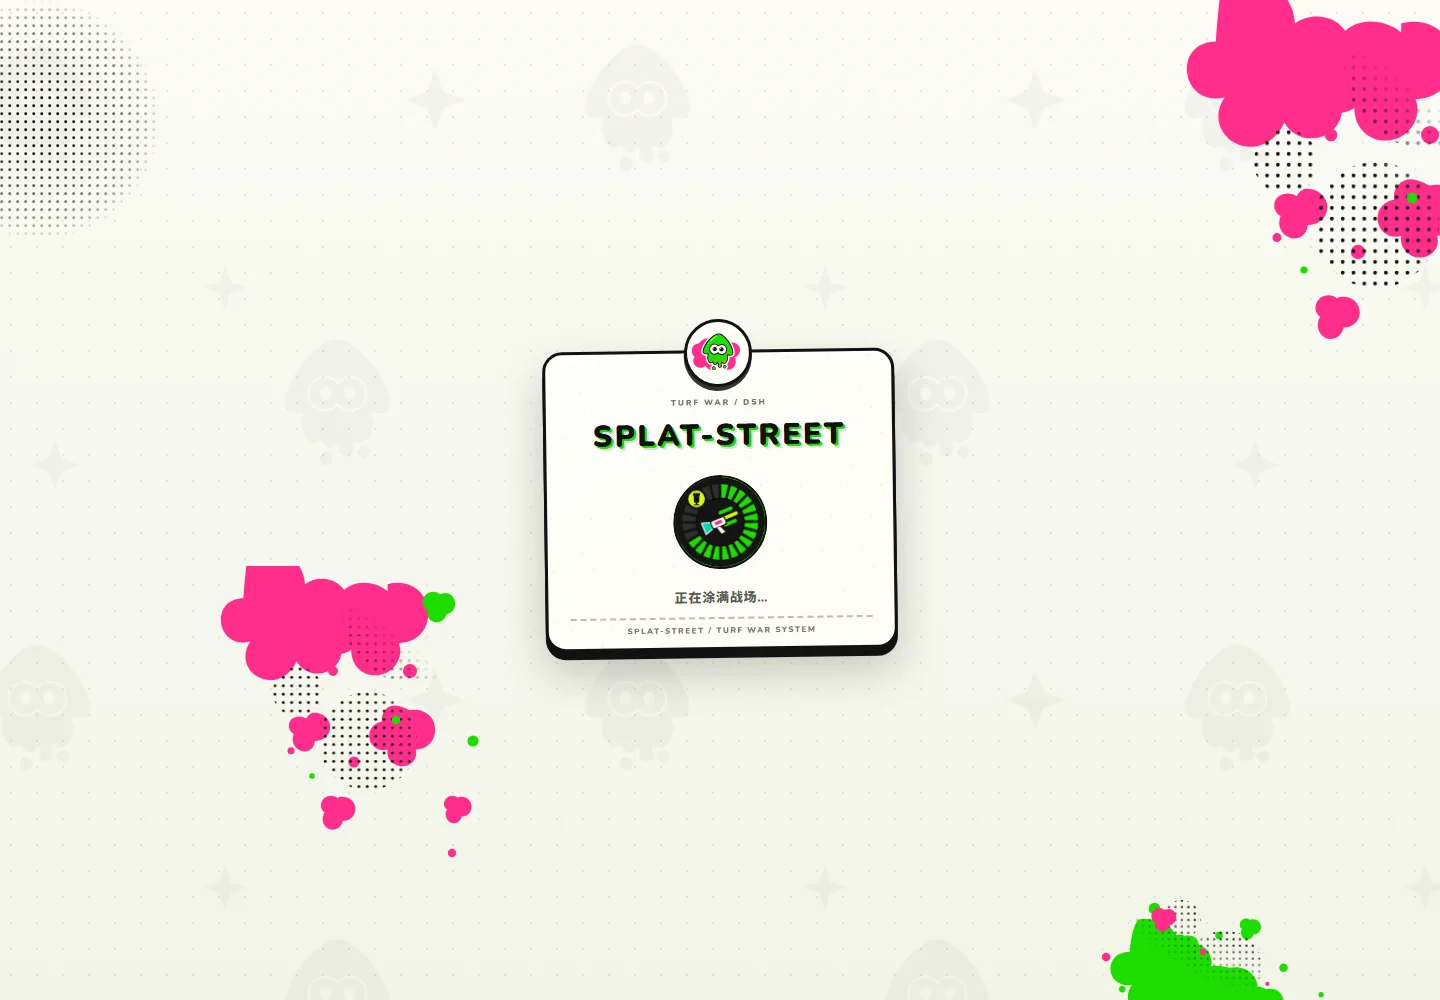 TURF WAR / DSH
SPLAT-STREET
正在涂满战场...
SPLAT-STREET / TURF WAR SYSTEM